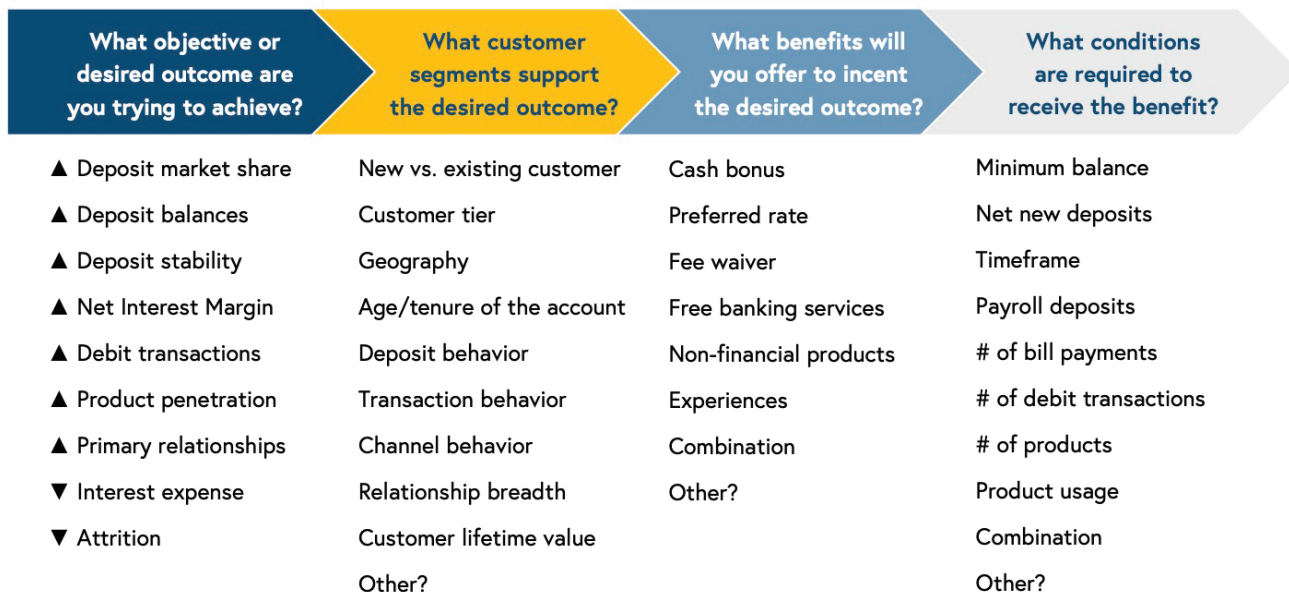 What objective or
desired outcome are
you trying to achieve?
▲ Deposit market share
▲ Deposit balances
▲ Deposit stability
▲ Net Interest Margin
▲ Debit transactions
▲ Product penetration
▲ Primary relationships
▼ Interest expense
▼ Attrition
What customer
segments support
the desired outcome?
New vs. existing customer
Customer tier
Geography
Age/tenure of the account
Deposit behavior
Transaction behavior
Channel behavior
Relationship breadth
Customer lifetime value
Other?
What benefits will
you offer to incent
the desired outcome?
Cash bonus
Preferred rate
Fee waiver
Free banking services
Non-financial products
Experiences
Combination
Other?
What conditions
are required to
receive the benefit?
Minimum balance
Net new deposits
Timeframe
Payroll deposits
# of bill payments
# of debit transactions
# of products
Product usage
Combination
Other?